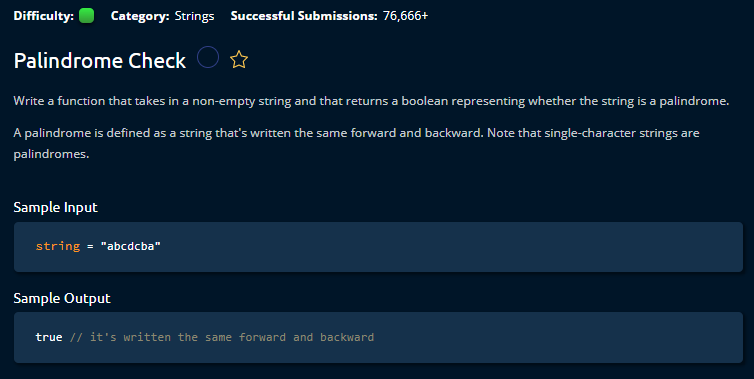 Difficulty: Category: Strings Successful Submissions: 76,666+
Palindrome Check
Write a function that takes in a non-empty string and that returns a boolean representing whether the string is a palindrome.
A palindrome is defined as a string that's written the same forward and backward. Note that single-character strings are
palindromes.
Sample Input
string = "abcdcba"
Sample Output
true // it's written the same forward and backward